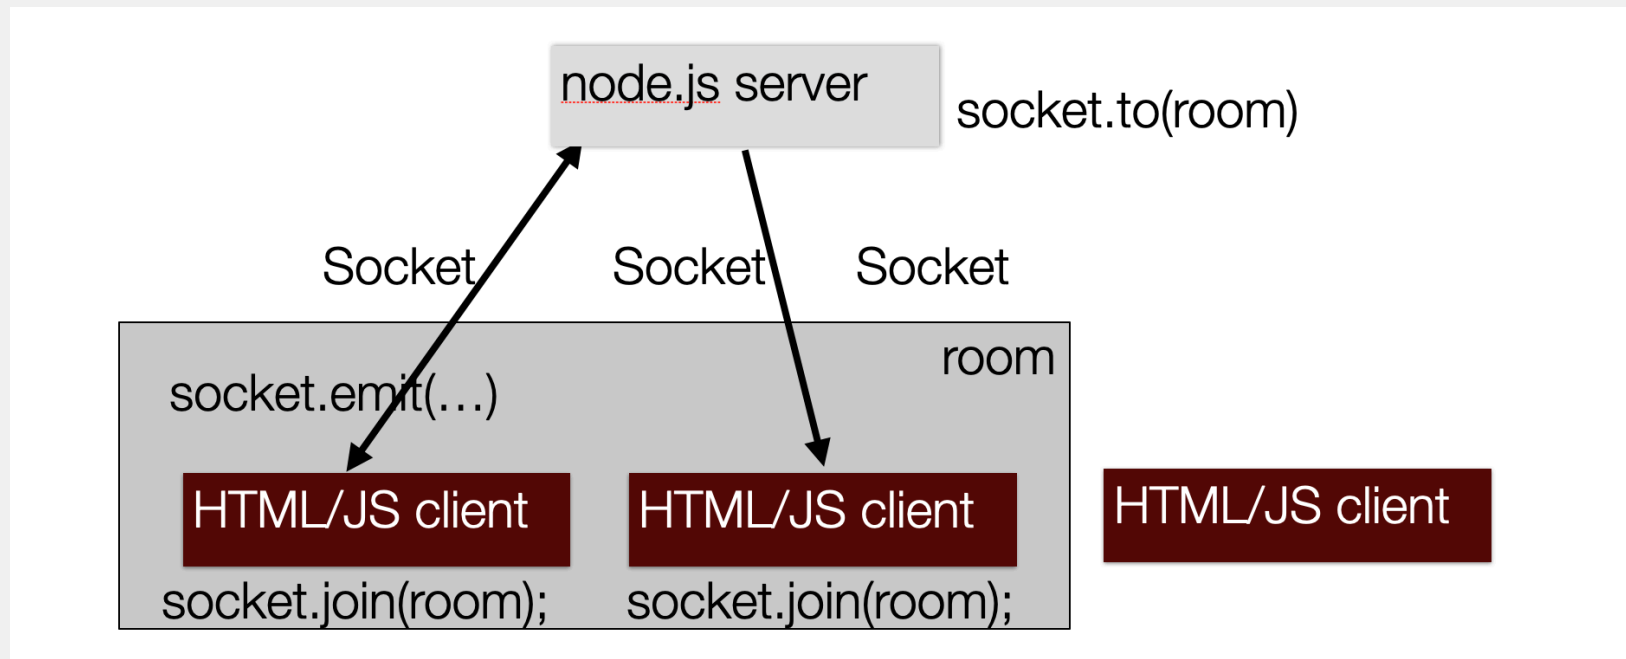 node.js server
socket.to(room)
Socket
Socket
Socket
room
socket.emit(…)
HTML/JS client
HTML/JS client
HTML/JS client
socket.join(room);
socket.join(room);